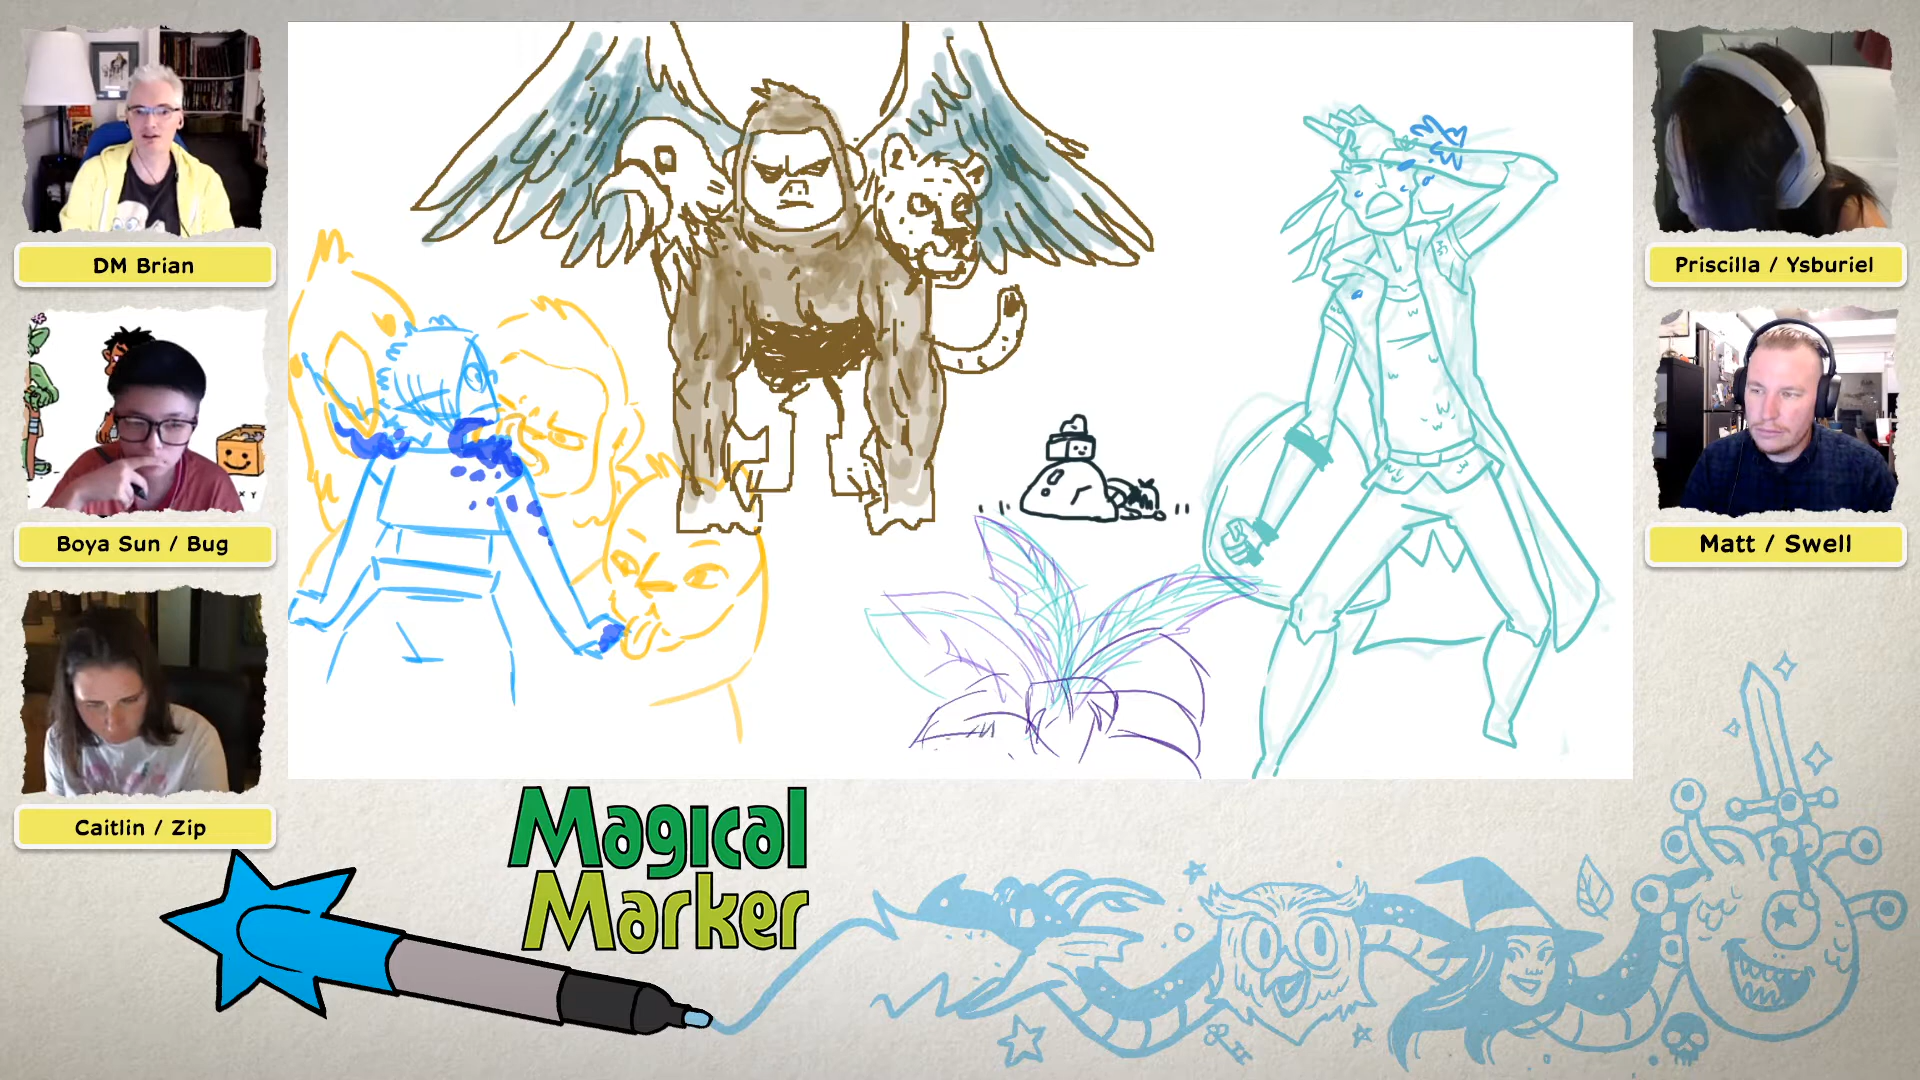 DM Brian
Boya Sun / Bug
Caitlin / Zip
Priscilla / Ysburiel
Matt / Swell
Magical
Marker